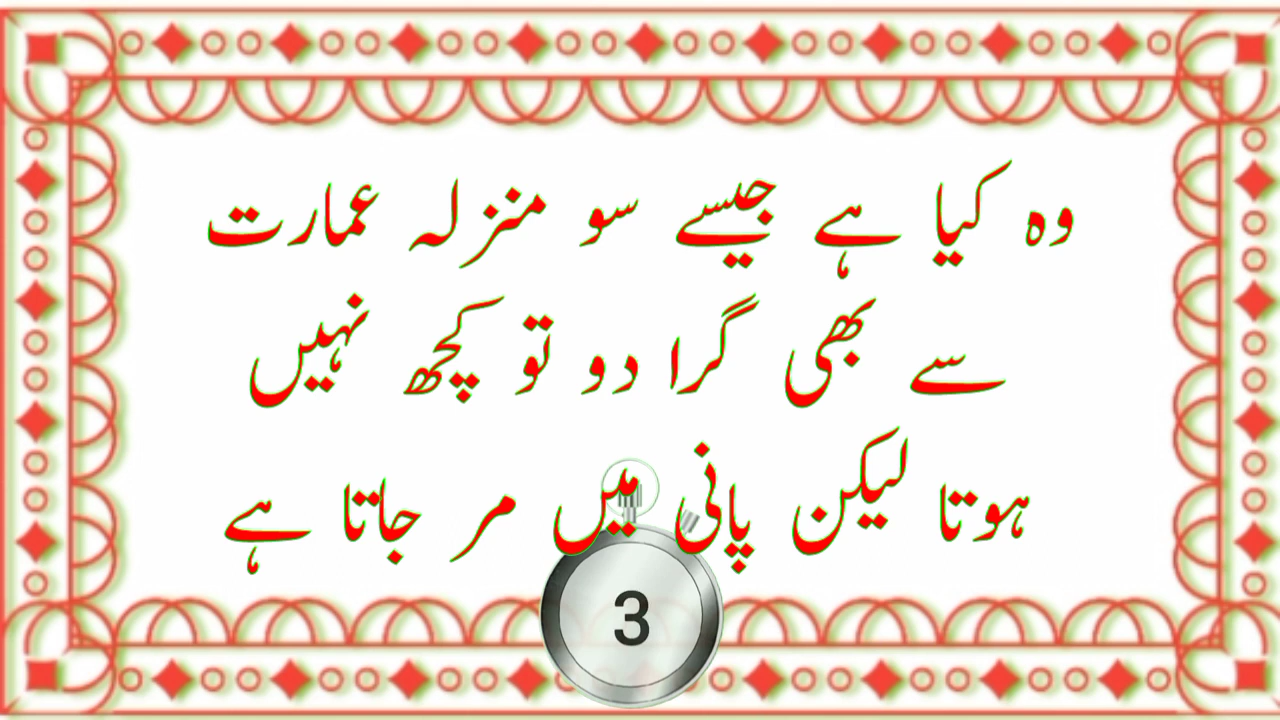 وہ کیا ہے جیسے سو منزلہ عمارت
سے بھی گرا دو تو کچھ نہیں
ہوتا لیکن پانی میں مر جاتا ہے
3